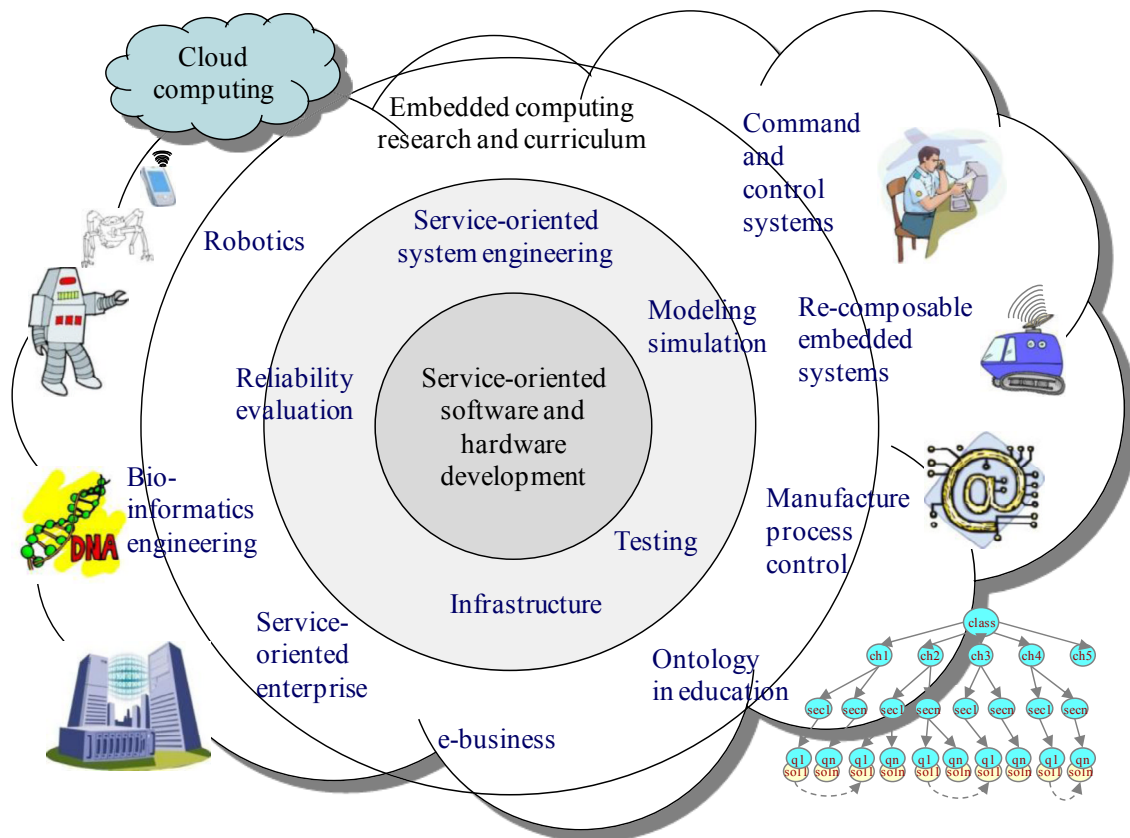 Cloud
computing
Embedded computing
research and curriculum
Command
and
control
systems
Robotics
Service-oriented
system engineering
Modeling
simulation
Re-composable
embedded
systems
Reliability
evaluation
Service-oriented
software and
hardware
development
Bio-
informatics
engineering
DNA
@
Manufacture
process
control
Testing
Infrastructure
Service-
oriented
enterprise
Ontology
in education
e-business
class
ch1 ch2 ch3 ch4 ch5
sec1 secn sec1 secn sec1 secn sec1 secn
q1 qn q1 qn q1 qn q1 qn q1 qn
sol1 soln sol1 soln sol1 soln sol1 soln sol1 soln